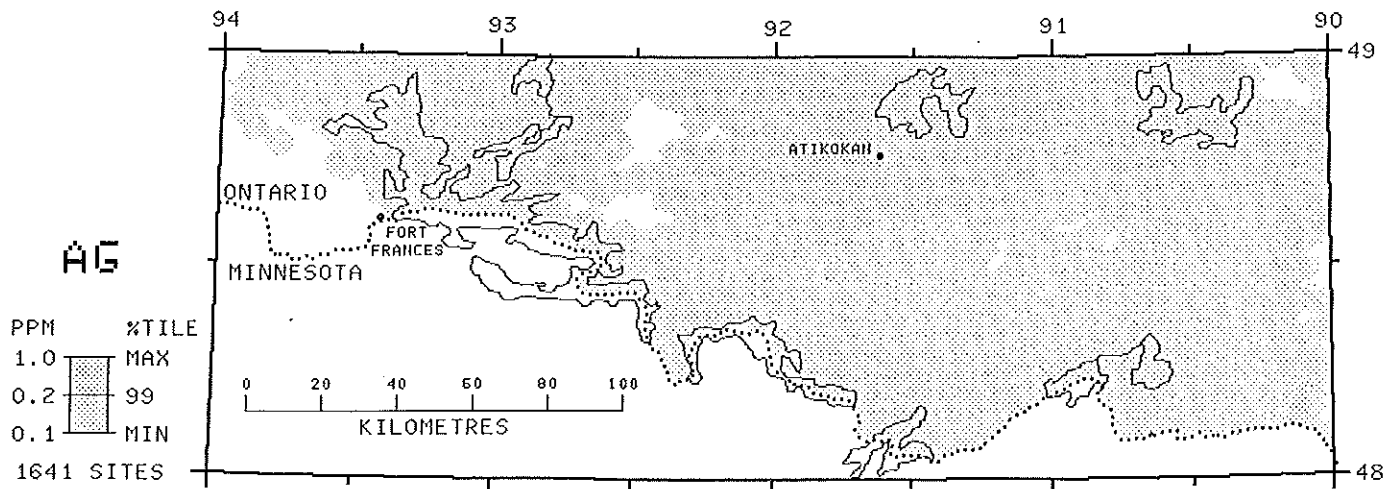 94 93 92 91 90
49
ATIKOKAN
ONTARIO
FORT
FRANCES
MINNESOTA
AG
PPM %TILE
1.0 MAX
0.2 99
0.1 MIN
1641 SITES
0 20 40 60 80 100
KILOMETRES
48